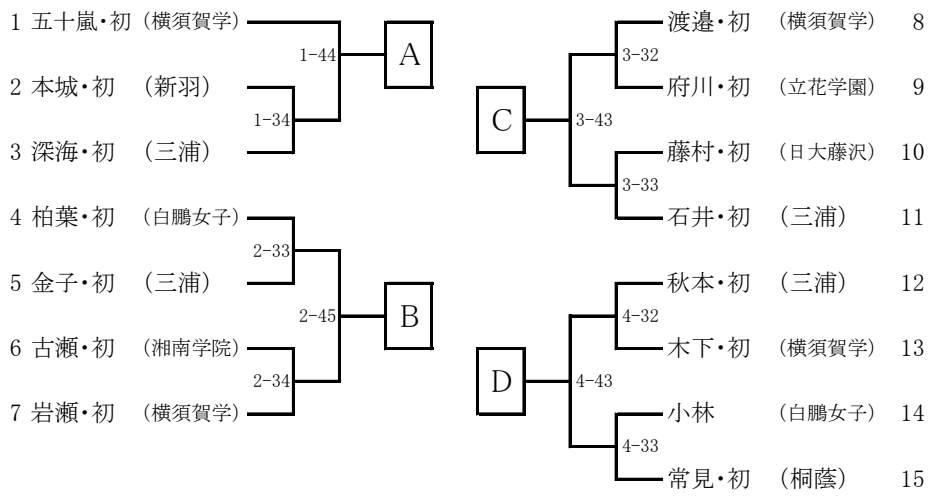 1 五十嵐・初 (横須賀学)
1-44
A
2 本城・初 (新羽)
1-34
3 深海・初 (三浦)
4 柏葉・初 (白鵬女子)
2-33
5 金子・初 (三浦)
2-45
B
6 古瀬・初 (湘南学院)
2-34
7 岩瀬・初 (横須賀学)
渡邉・初 (横須賀学) 8
3-32
府川・初 (立花学園) 9
C
3-43
藤村・初 (日大藤沢) 10
3-33
石井・初 (三浦) 11
秋本・初 (三浦) 12
4-32
木下・初 (横須賀学) 13
D
4-43
小林 (白鵬女子) 14
4-33
常見・初 (桐蔭) 15